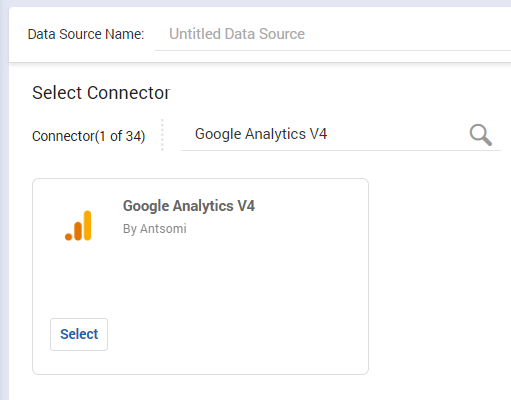 Data Source Name: Untitled Data Source
Select Connector
Connector(1 of 34) Google Analytics V4
Google Analytics V4
By Antsomi
Select